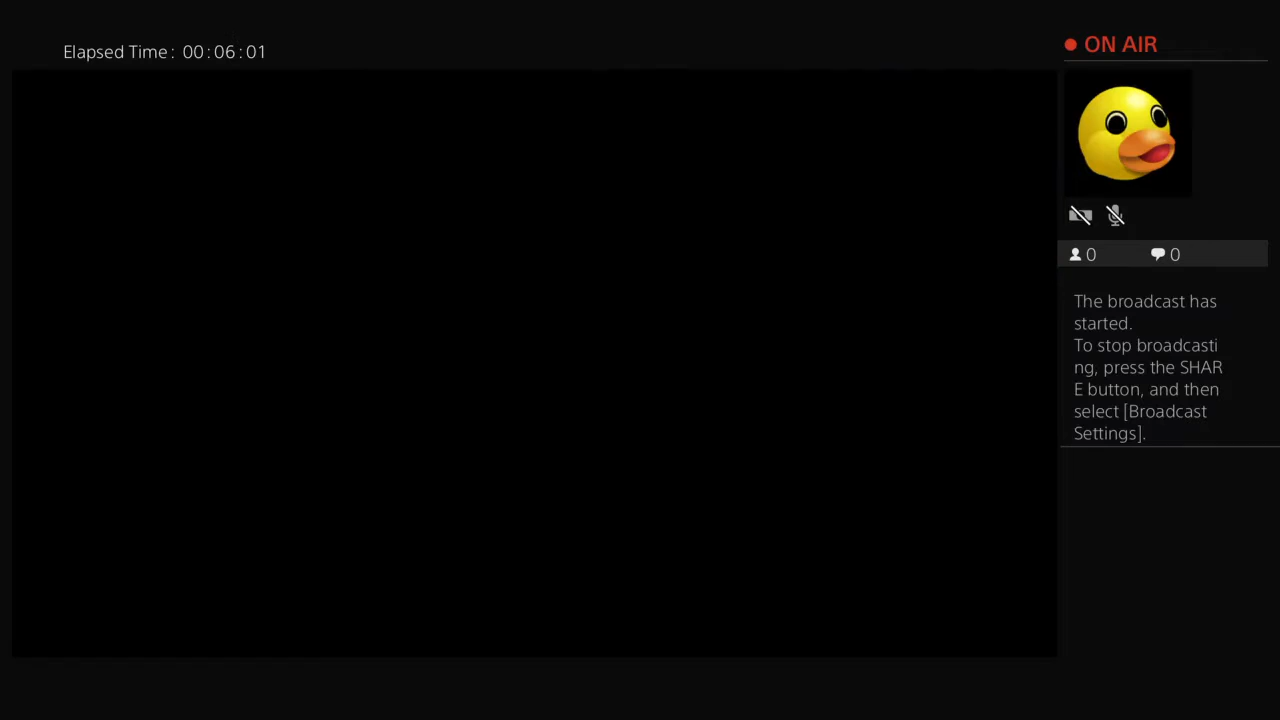 Elapsed Time: 00:06:01
ON AIR
0 0
The broadcast has
started.
To stop broadcasti
ng, press the SHAR
E button, and then
select [Broadcast
Settings].